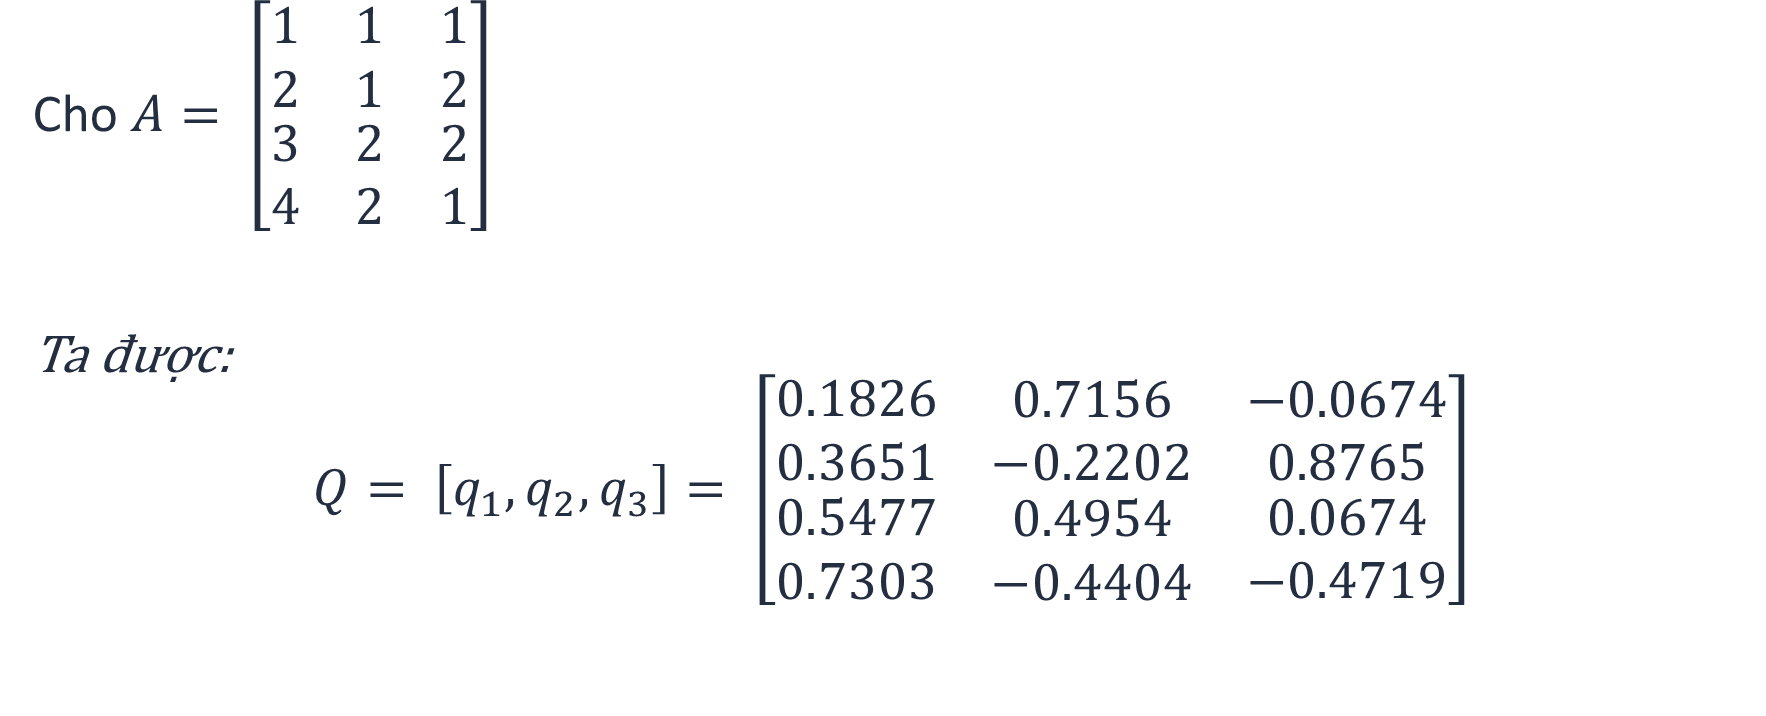 Cho 𝐴 = [1 1 1
2 1 2
3 2 2
4 2 1]
Ta được:
𝑄 = [𝑞₁, 𝑞₂, 𝑞₃] = [0.1826 0.7156 −0.0674
0.3651 −0.2202 0.8765
0.5477 0.4954 0.0674
0.7303 −0.4404 −0.4719]